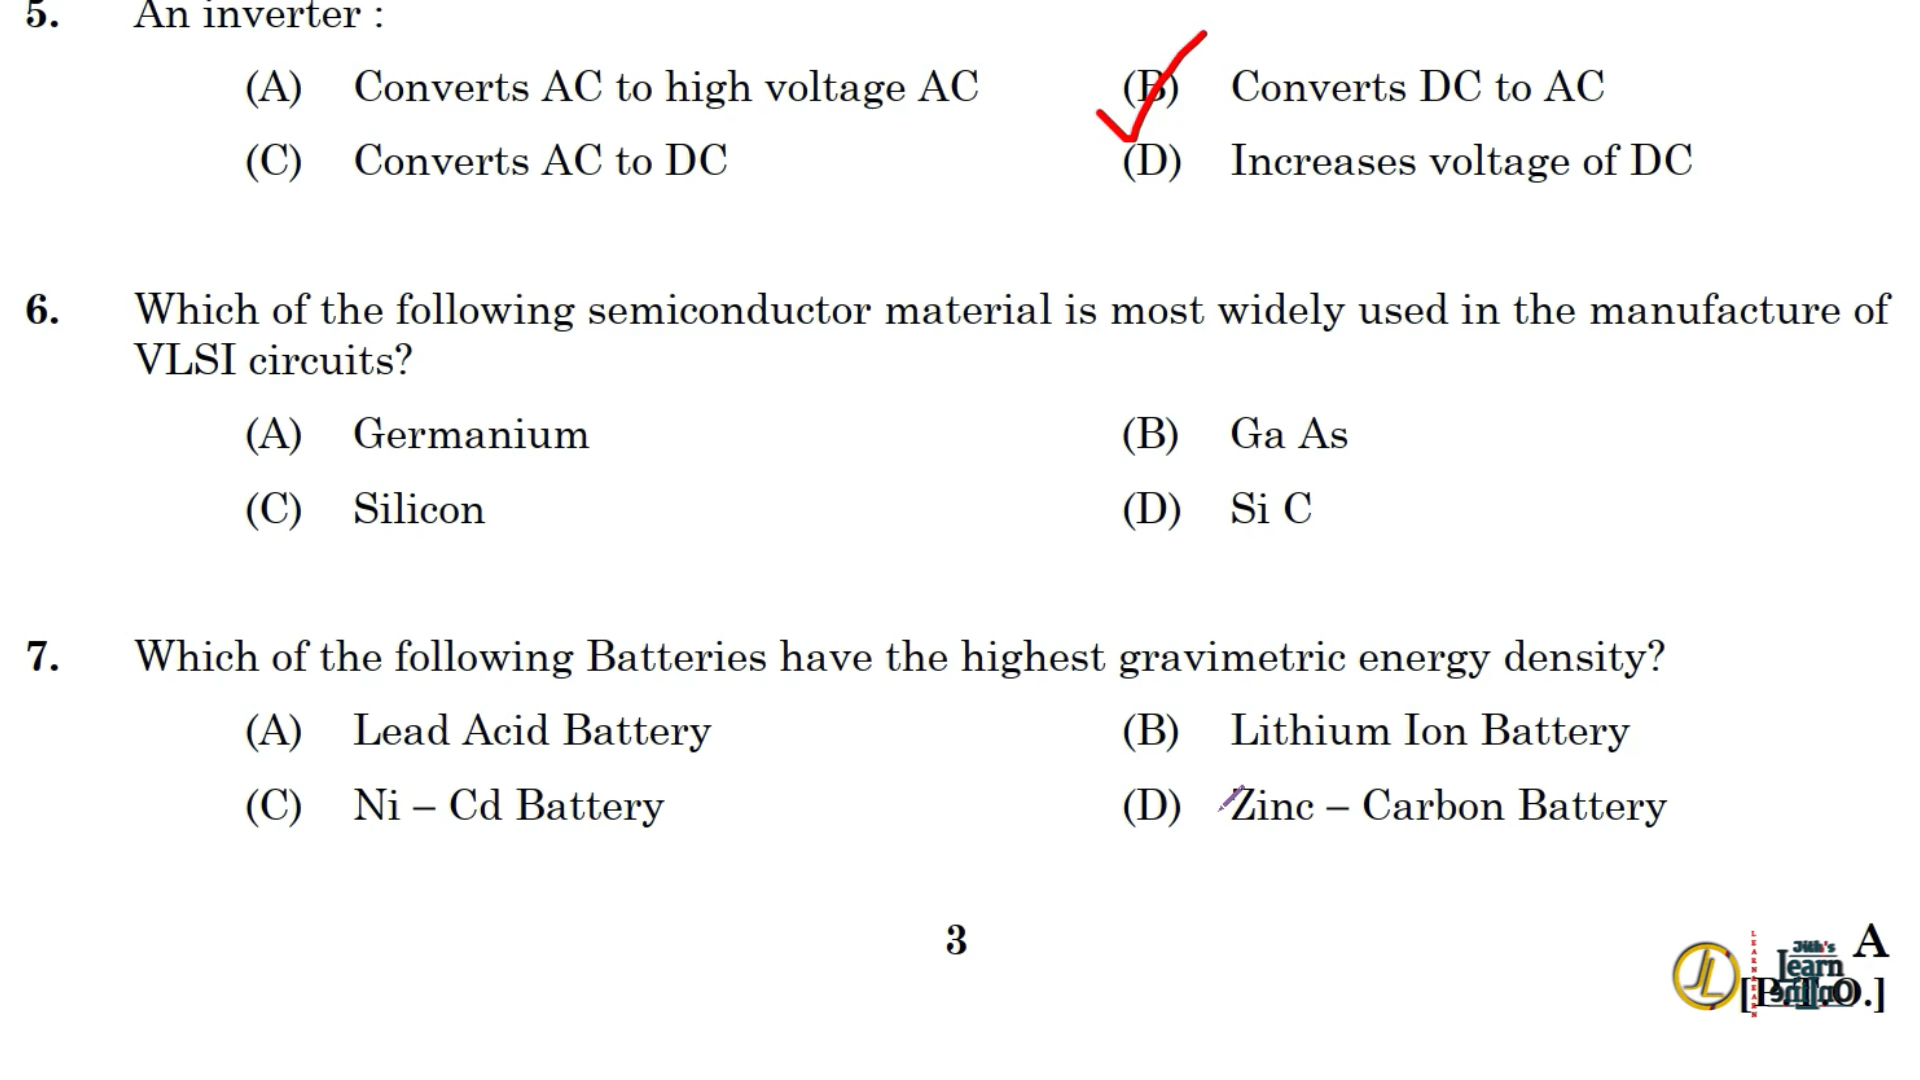 5. An inverter :
(A) Converts AC to high voltage AC (B) Converts DC to AC
(C) Converts AC to DC (D) Increases voltage of DC
6. Which of the following semiconductor material is most widely used in the manufacture of
VLSI circuits?
(A) Germanium (B) Ga As
(C) Silicon (D) Si C
7. Which of the following Batteries have the highest gravimetric energy density?
(A) Lead Acid Battery (B) Lithium Ion Battery
(C) Ni – Cd Battery (D) Zinc – Carbon Battery
3
A
Jith's
Learn
[P.T.O.]
JL